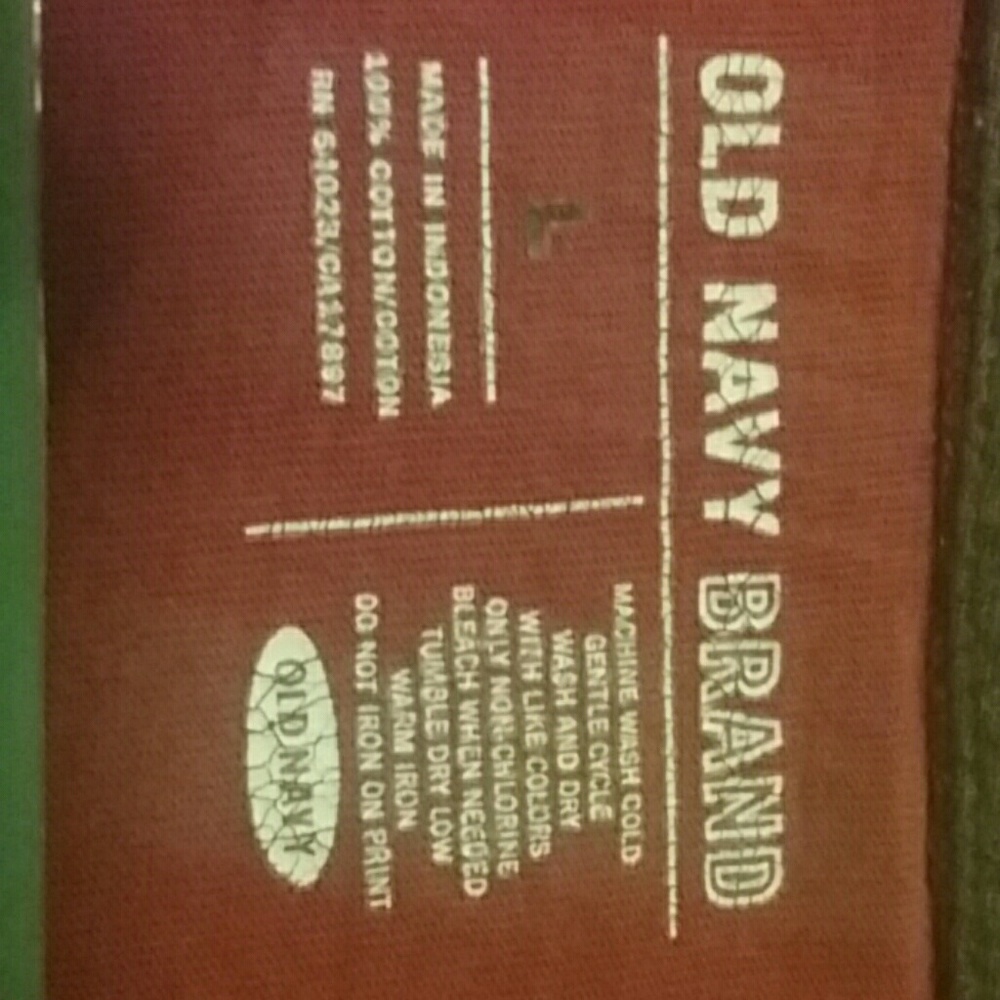 OLD NAVY BRAND
L
MADE IN INDONESIA
100% COTTON/COTON
RN 54023/CA17897
MACHINE WASH COLD
GENTLE CYCLE
WASH AND DRY
WITH LIKE COLORS
ONLY NON-CHLORINE
BLEACH WHEN NEEDED
TUMBLE DRY LOW
WARM IRON
DO NOT IRON ON PRINT
OLD NAVY